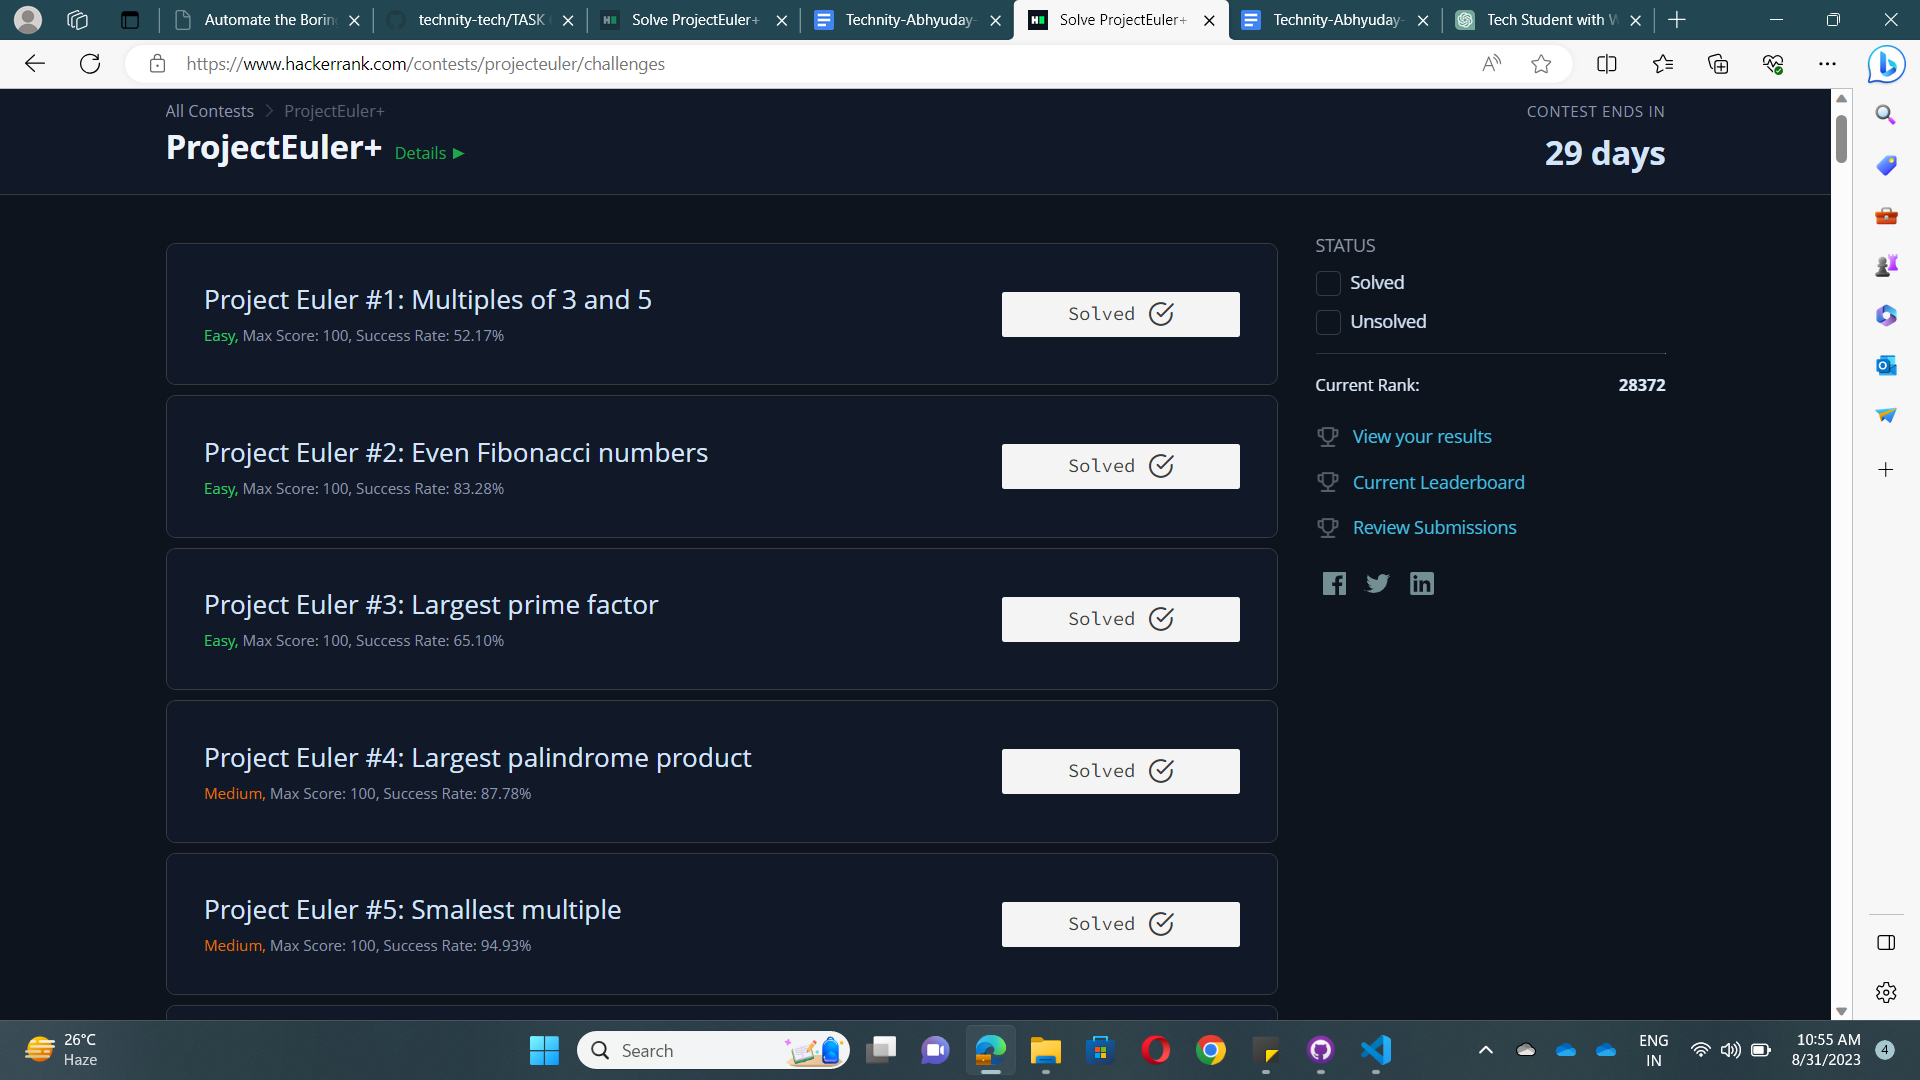 Automate the Borin
technity-tech/TASK
Solve ProjectEuler+
Technity-Abhyuday-
Solve ProjectEuler+
Technity-Abhyuday-
Tech Student with W
https://www.hackerrank.com/contests/projecteuler/challenges
All Contests > ProjectEuler+
CONTEST ENDS IN
ProjectEuler+ Details ▶
29 days
Project Euler #1: Multiples of 3 and 5
Easy, Max Score: 100, Success Rate: 52.17%
Solved
Project Euler #2: Even Fibonacci numbers
Easy, Max Score: 100, Success Rate: 83.28%
Solved
Project Euler #3: Largest prime factor
Easy, Max Score: 100, Success Rate: 65.10%
Solved
Project Euler #4: Largest palindrome product
Medium, Max Score: 100, Success Rate: 87.78%
Solved
Project Euler #5: Smallest multiple
Medium, Max Score: 100, Success Rate: 94.93%
Solved
STATUS
Solved
Unsolved
Current Rank: 28372
View your results
Current Leaderboard
Review Submissions
26°C
Haze
Search
ENG
IN
10:55 AM
8/31/2023
4